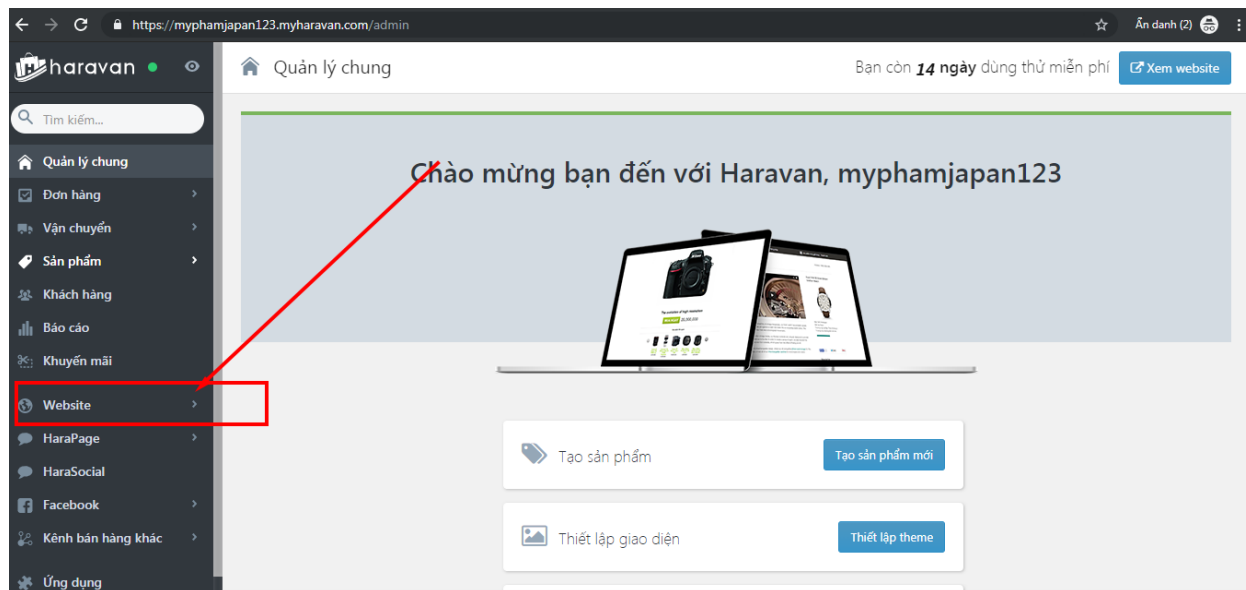 https://myphamjapan123.myharavan.com/admin
Ẩn danh (2)
haravan
Quản lý chung
Bạn còn 14 ngày dùng thử miễn phí
Xem website
Tìm kiếm...
Quản lý chung
Đơn hàng
Vận chuyển
Sản phẩm
Khách hàng
Báo cáo
Khuyến mãi
Website
HaraPage
HaraSocial
Facebook
Kênh bán hàng khác
Ứng dụng
Chào mừng bạn đến với Haravan, myphamjapan123
Tạo sản phẩm
Tạo sản phẩm mới
Thiết lập giao diện
Thiết lập theme